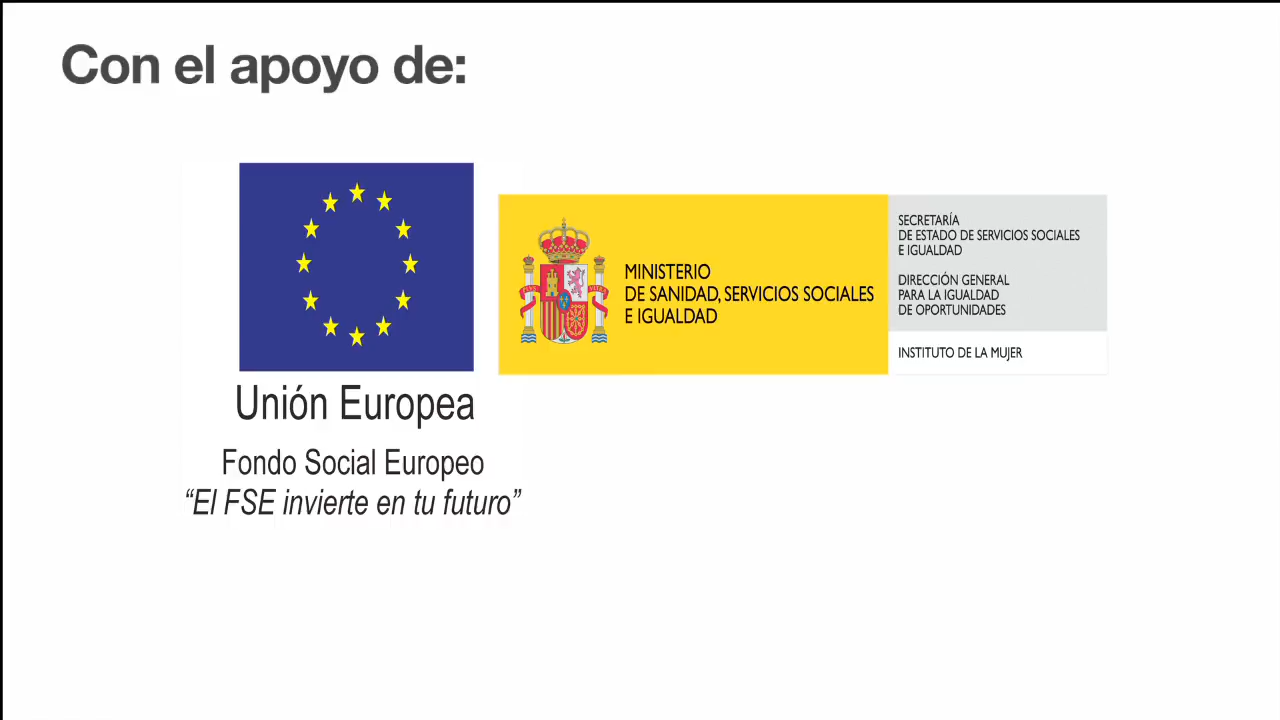 Con el apoyo de:
Unión Europea
Fondo Social Europeo
“El FSE invierte en tu futuro”
MINISTERIO
DE SANIDAD, SERVICIOS SOCIALES
E IGUALDAD
SECRETARÍA
DE ESTADO DE SERVICIOS SOCIALES
E IGUALDAD
DIRECCIÓN GENERAL
PARA LA IGUALDAD
DE OPORTUNIDADES
INSTITUTO DE LA MUJER